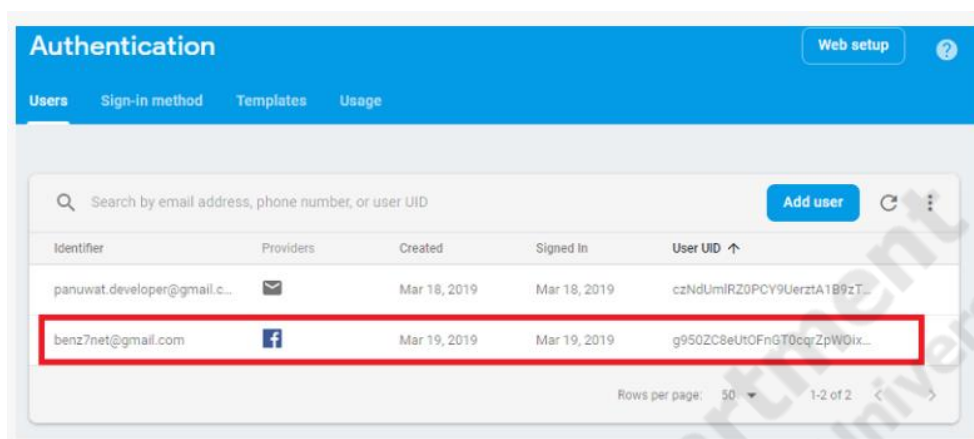 Authentication
Web setup
?
Users Sign-in method Templates Usage
Search by email address, phone number, or user UID
Add user
Identifier Providers Created Signed In User UID ↑
panuwat.developer@gmail.c... Mar 18, 2019 Mar 18, 2019 czNdUmlRZ0PCY9UerztA1B9zT...
benz7net@gmail.com f Mar 19, 2019 Mar 19, 2019 g950ZC8eUtOFnGT0cqrZpWOix...
Rows per page: 50 1-2 of 2